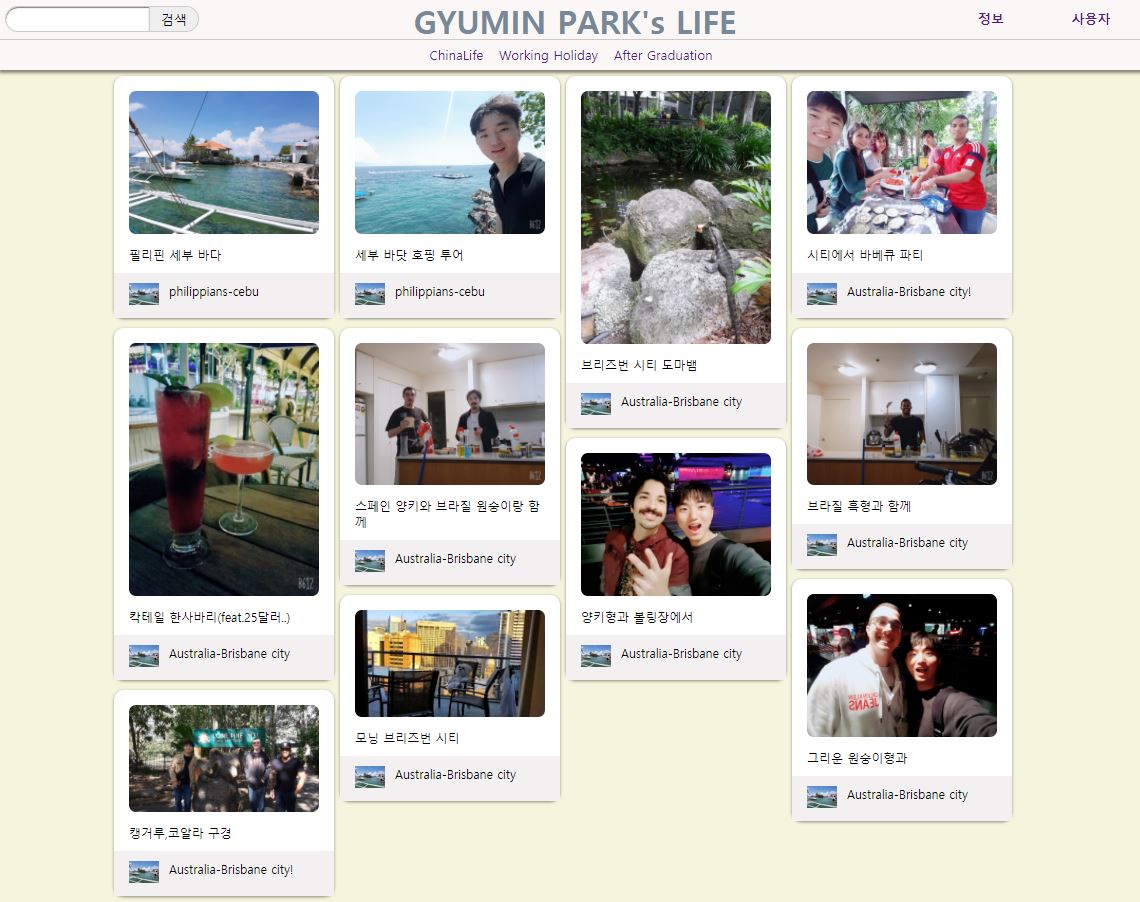 검색
GYUMIN PARK's LIFE
정보
사용자
ChinaLife
Working Holiday
After Graduation
필리핀 세부 바다
philippians-cebu
칵테일 한사바리(feat.25달러..)
Australia-Brisbane city
캥거루,코알라 구경
Australia-Brisbane city!
세부 바닷 호핑 투어
philippians-cebu
스페인 양키와 브라질 원숭이랑 함
께
Australia-Brisbane city
모닝 브리즈번 시티
Australia-Brisbane city
브리즈번 시티 도마뱀
Australia-Brisbane city
양키형과 볼링장에서
Australia-Brisbane city
시티에서 바베큐 파티
Australia-Brisbane city!
브라질 흑형과 함께
Australia-Brisbane city
JEANS
그리운 원숭이형과
Australia-Brisbane city